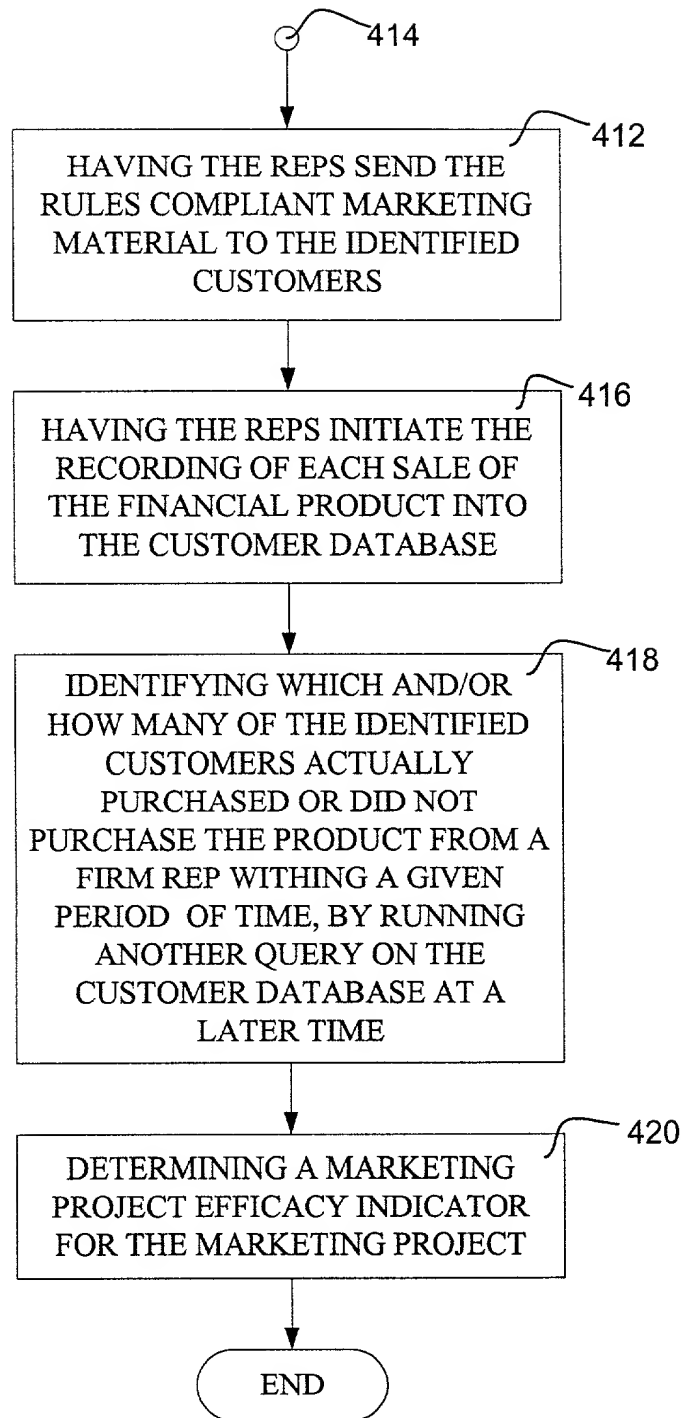 414
412
HAVING THE REPS SEND THE
RULES COMPLIANT MARKETING
MATERIAL TO THE IDENTIFIED
CUSTOMERS
416
HAVING THE REPS INITIATE THE
RECORDING OF EACH SALE OF
THE FINANCIAL PRODUCT INTO
THE CUSTOMER DATABASE
418
IDENTIFYING WHICH AND/OR
HOW MANY OF THE IDENTIFIED
CUSTOMERS ACTUALLY
PURCHASED OR DID NOT
PURCHASE THE PRODUCT FROM A
FIRM REP WITHING A GIVEN
PERIOD OF TIME, BY RUNNING
ANOTHER QUERY ON THE
CUSTOMER DATABASE AT A
LATER TIME
420
DETERMINING A MARKETING
PROJECT EFFICACY INDICATOR
FOR THE MARKETING PROJECT
END